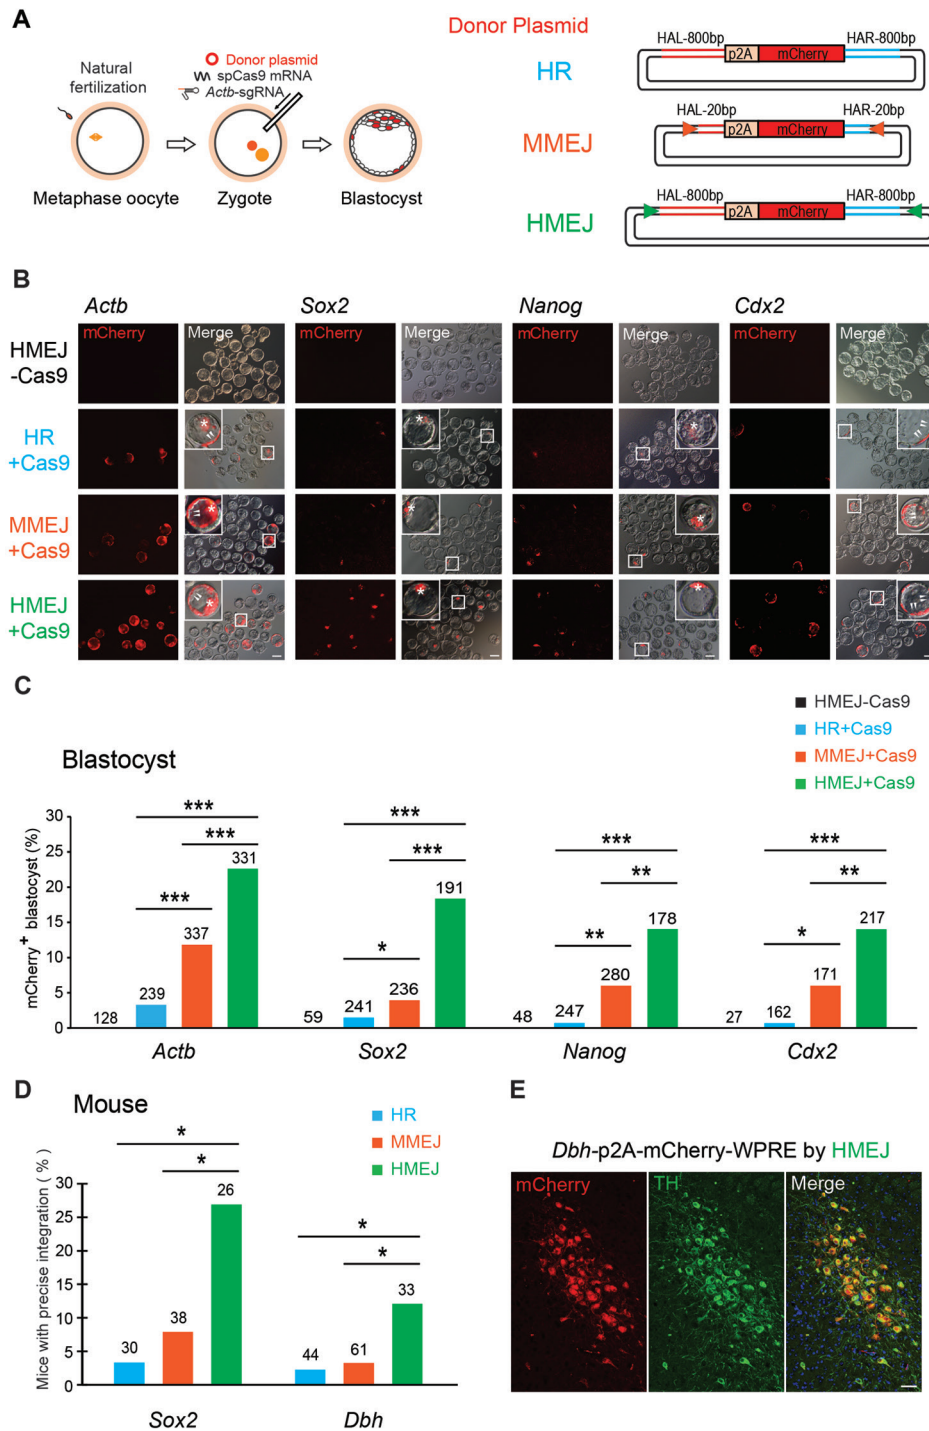 A
Natural
fertilization
Donor plasmid
spCas9 mRNA
Actb-sgRNA
Metaphase oocyte
Zygote
Blastocyst
Donor Plasmid
HR
HAL-800bp
HAR-800bp
p2A
mCherry
MMEJ
HAL-20bp
HAR-20bp
p2A
mCherry
HMEJ
HAL-800bp
HAR-800bp
p2A
mCherry
B
Actb
Sox2
Nanog
Cdx2
mCherry
Merge
mCherry
Merge
mCherry
Merge
mCherry
Merge
HMEJ
-Cas9
HR
+Cas9
*
*
*
MMEJ
+Cas9
*
*
*
*
HMEJ
+Cas9
*
*
C
HMEJ-Cas9
HR+Cas9
MMEJ+Cas9
HMEJ+Cas9
Blastocyst
mCherry+ blastocyst (%)
30
25
20
15
10
5
0
***
***
***
128
239
337
331
Actb
***
***
*
59
241
236
191
Sox2
***
**
**
48
247
280
178
Nanog
***
**
*
27
162
171
217
Cdx2
D
Mouse
HR
MMEJ
HMEJ
Mice with precise integration ( % )
30
25
20
15
10
5
0
*
*
30
38
26
Sox2
*
*
44
61
33
Dbh
E
Dbh-p2A-mCherry-WPRE by HMEJ
mCherry
TH
Merge